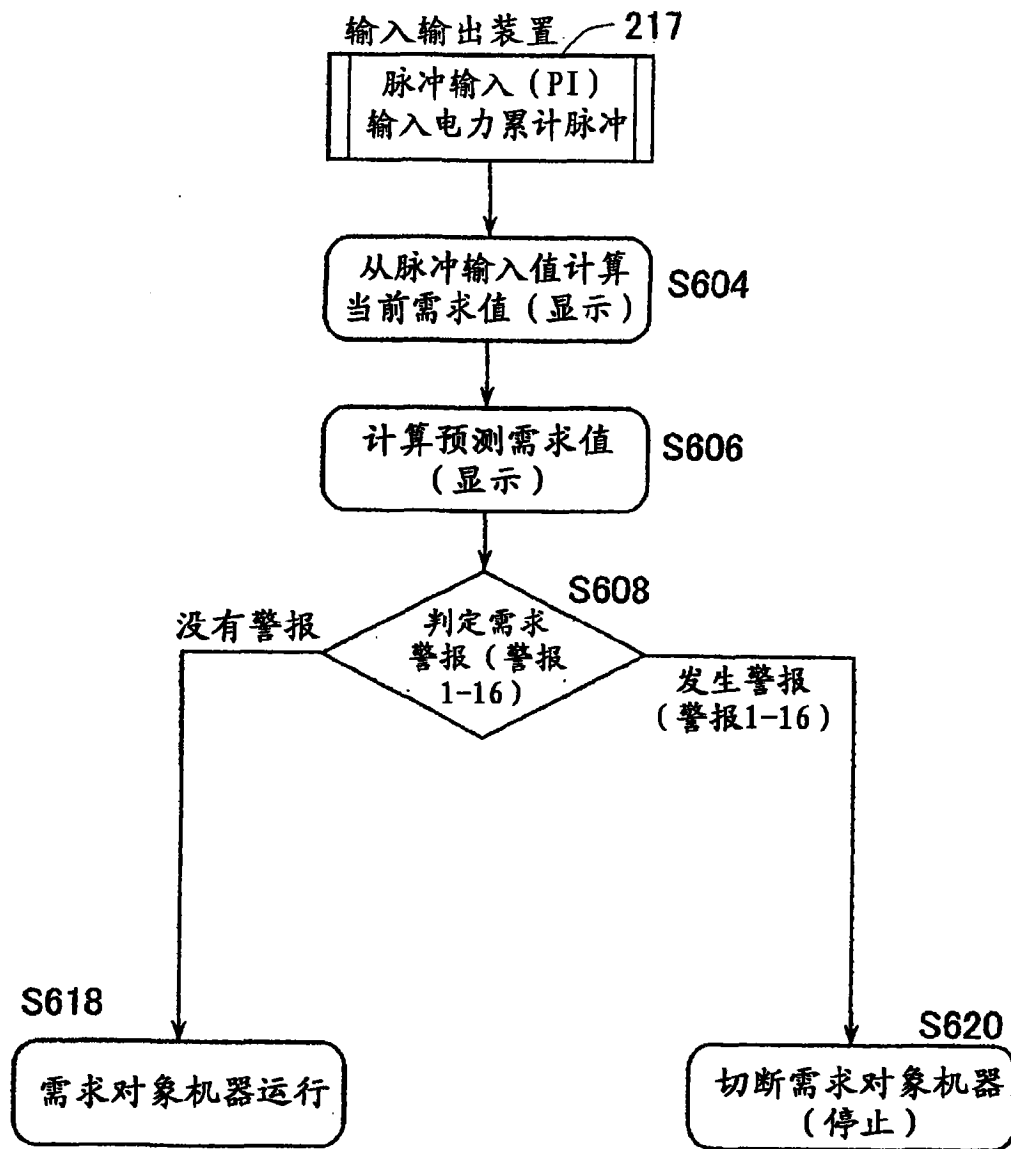 输入输出装置
217
脉冲输入(PI)
输入电力累计脉冲
从脉冲输入值计算
当前需求值(显示)
S604
计算预测需求值
(显示)
S606
S608
判定需求
警报(警报
1-16)
没有警报
发生警报
(警报1-16)
S618
需求对象机器运行
S620
切断需求对象机器
(停止)